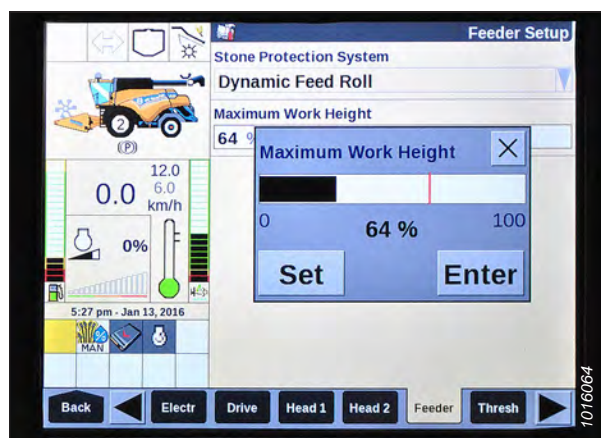 Feeder Setup
Stone Protection System
Dynamic Feed Roll
Maximum Work Height
64 %
Maximum Work Height
0
64 %
100
Set
Enter
2
(P)
12.0
6.0
0.0
km/h
0%
5:27 pm - Jan 13, 2016
MAN
Back
Electr
Drive
Head 1
Head 2
Feeder
Thresh
1016064